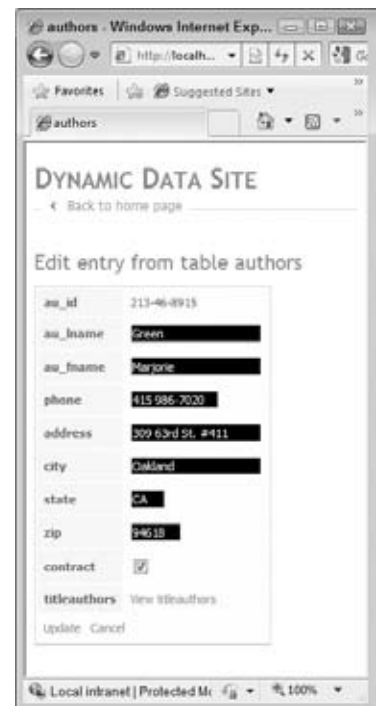 authors - Windows Internet Exp...
http://localh...
Favorites Suggested Sites
authors
DYNAMIC DATA SITE
Back to home page
Edit entry from table authors
au_id 213-46-8915
au_lname Green
au_fname Marjorie
phone 415 986-7020
address 309 63rd St. #411
city Oakland
state CA
zip 94618
contract
titleauthors View titleauthors
Update Cancel
Local intranet | Protected Mc 100%